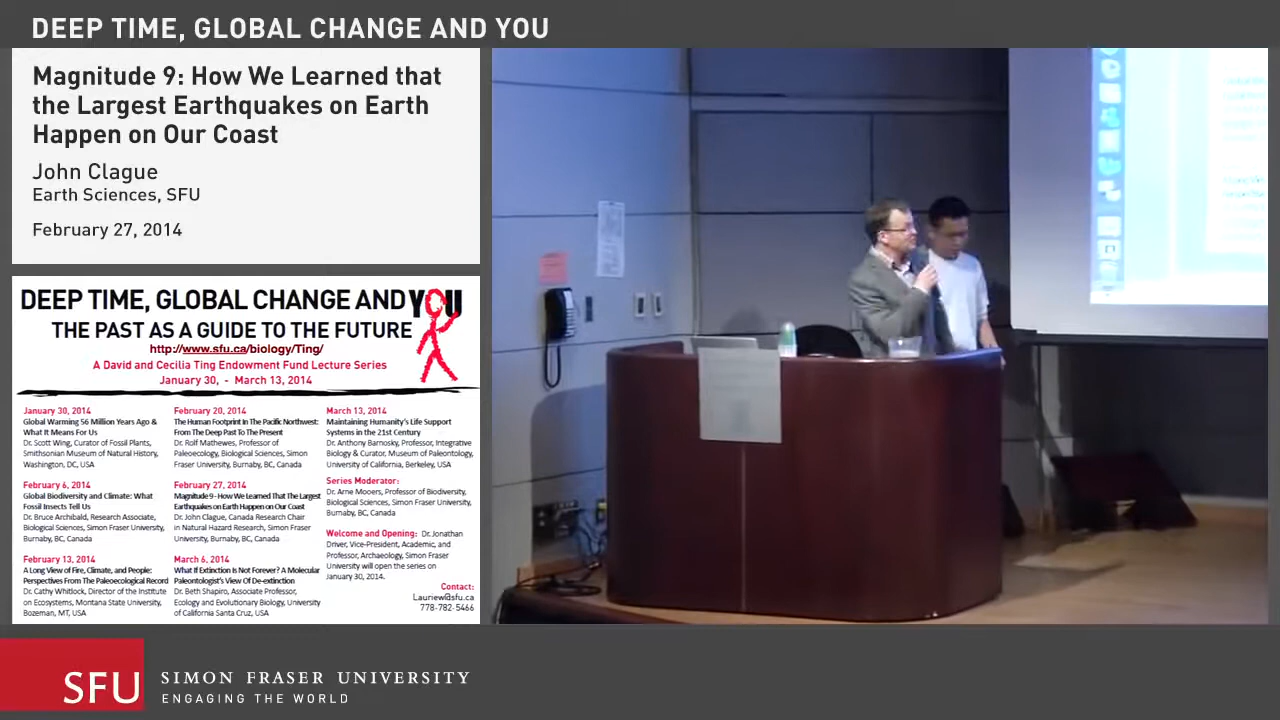 DEEP TIME, GLOBAL CHANGE AND YOU
Magnitude 9: How We Learned that
the Largest Earthquakes on Earth
Happen on Our Coast
John Clague
Earth Sciences, SFU
February 27, 2014
DEEP TIME, GLOBAL CHANGE AND YOU
THE PAST AS A GUIDE TO THE FUTURE
http://www.sfu.ca/biology/Ting/
A David and Cecilia Ting Endowment Fund Lecture Series
January 30, - March 13, 2014
January 30, 2014
Global Warming 56 Million Years Ago &
What It Means For Us
Dr. Scott Wing, Curator of Fossil Plants,
Smithsonian Museum of Natural History,
Washington, DC, USA
February 6, 2014
Global Biodiversity and Climate: What
Fossil Insects Tell Us
Dr. Bruce Archibald, Research Associate,
Biological Sciences, Simon Fraser University,
Burnaby, BC, Canada
February 13, 2014
A Long View of Fire, Climate, and People:
Perspectives From The Paleoecological Record
Dr. Cathy Whitlock, Director of the Institute
on Ecosystems, Montana State University,
Bozeman, MT, USA
February 20, 2014
The Human Footprint In The Pacific Northwest:
From The Deep Past To The Present
Dr. Rolf Mathewes, Professor of
Paleoecology, Biological Sciences, Simon
Fraser University, Burnaby, BC, Canada
February 27, 2014
Magnitude 9 - How We Learned That The Largest
Earthquakes on Earth Happen on Our Coast
Dr. John Clague, Canada Research Chair
in Natural Hazard Research, Simon Fraser
University, Burnaby, BC, Canada
March 6, 2014
What If Extinction Is Not Forever? A Molecular
Paleontologist's View Of De-extinction
Dr. Beth Shapiro, Associate Professor,
Ecology and Evolutionary Biology, University
of California Santa Cruz, USA
March 13, 2014
Maintaining Humanity's Life Support
Systems in the 21st Century
Dr. Anthony Barnosky, Professor, Integrative
Biology & Curator, Museum of Paleontology,
University of California, Berkeley, USA
Series Moderator:
Dr. Arne Mooers, Professor of Biodiversity,
Biological Sciences, Simon Fraser University,
Burnaby, BC, Canada
Welcome and Opening: Dr. Jonathan
Driver, Vice-President, Academic, and
Professor, Archaeology, Simon Fraser
University will open the series on
January 30, 2014.
Contact:
Lauriew@sfu.ca
778-782-5466
SFU
SIMON FRASER UNIVERSITY
ENGAGING THE WORLD